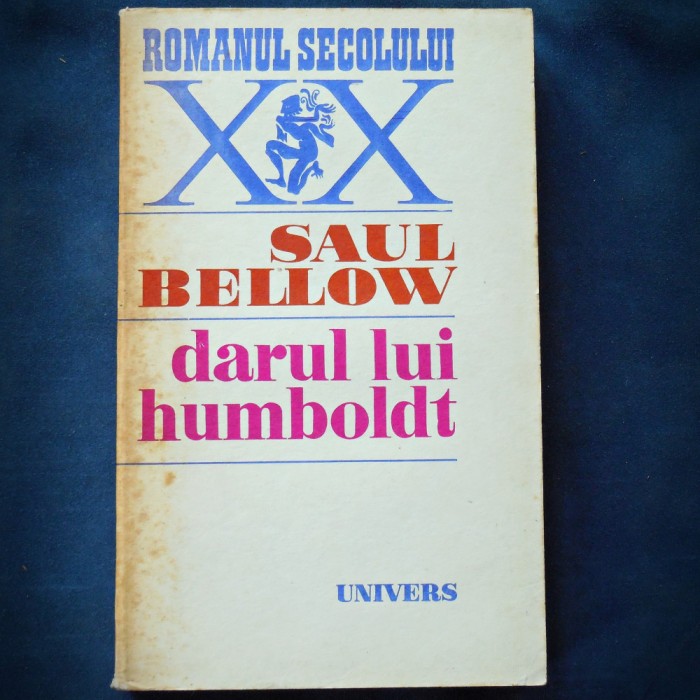 ROMANUL SECOLULUI
XX
SAUL
BELLOW
darul lui
humboldt
UNIVERS